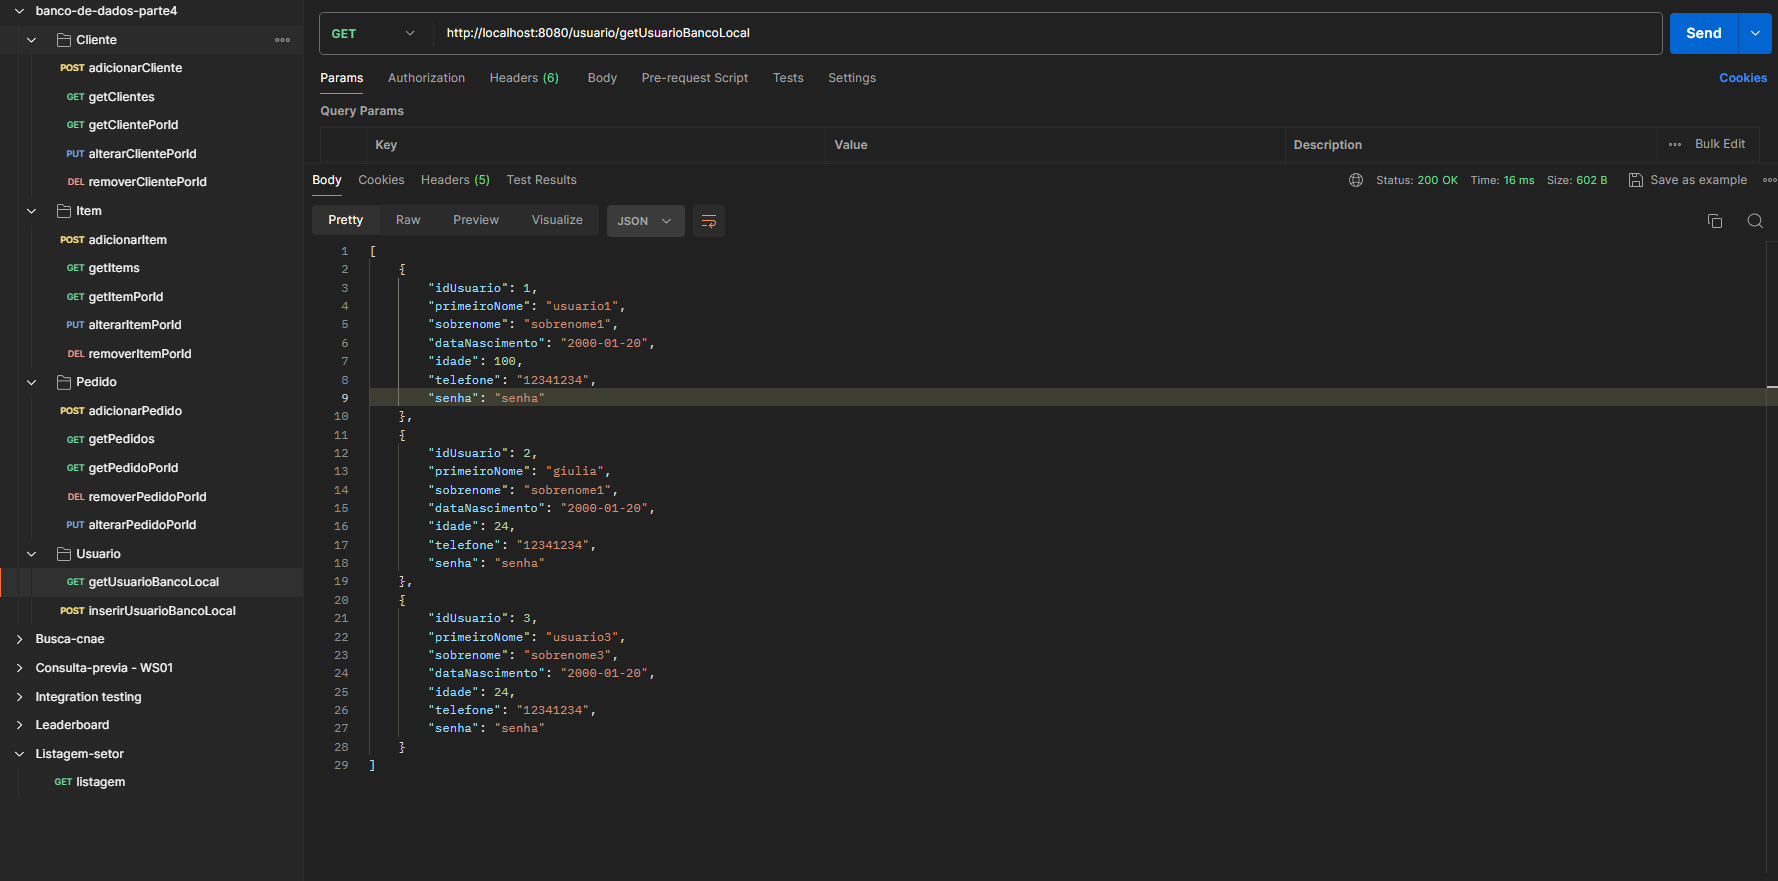 banco-de-dados-parte4
Cliente
POST adicionarCliente
GET getClientes
GET getClientePorId
PUT alterarClientePorId
DEL removerClientePorId
Item
POST adicionarItem
GET getItems
GET getItemPorId
PUT alterarItemPorId
DEL removerItemPorId
Pedido
POST adicionarPedido
GET getPedidos
GET getPedidoPorId
DEL removerPedidoPorId
PUT alterarPedidoPorId
Usuario
GET getUsuarioBancoLocal
POST inserirUsuarioBancoLocal
Busca-cnae
Consulta-previa - WS01
Integration testing
Leaderboard
Listagem-setor
GET listagem
GET http://localhost:8080/usuario/getUsuarioBancoLocal Send
Params Authorization Headers (6) Body Pre-request Script Tests Settings Cookies
Query Params
Key Value Description Bulk Edit
Body Cookies Headers (5) Test Results Status: 200 OK Time: 16 ms Size: 602 B Save as example
Pretty Raw Preview Visualize JSON
1 [
2 {
3 "idUsuario": 1,
4 "primeiroNome": "usuario1",
5 "sobrenome": "sobrenome1",
6 "dataNascimento": "2000-01-20",
7 "idade": 100,
8 "telefone": "12341234",
9 "senha": "senha"
10 },
11 {
12 "idUsuario": 2,
13 "primeiroNome": "giulia",
14 "sobrenome": "sobrenome1",
15 "dataNascimento": "2000-01-20",
16 "idade": 24,
17 "telefone": "12341234",
18 "senha": "senha"
19 },
20 {
21 "idUsuario": 3,
22 "primeiroNome": "usuario3",
23 "sobrenome": "sobrenome3",
24 "dataNascimento": "2000-01-20",
25 "idade": 24,
26 "telefone": "12341234",
27 "senha": "senha"
28 }
29 ]